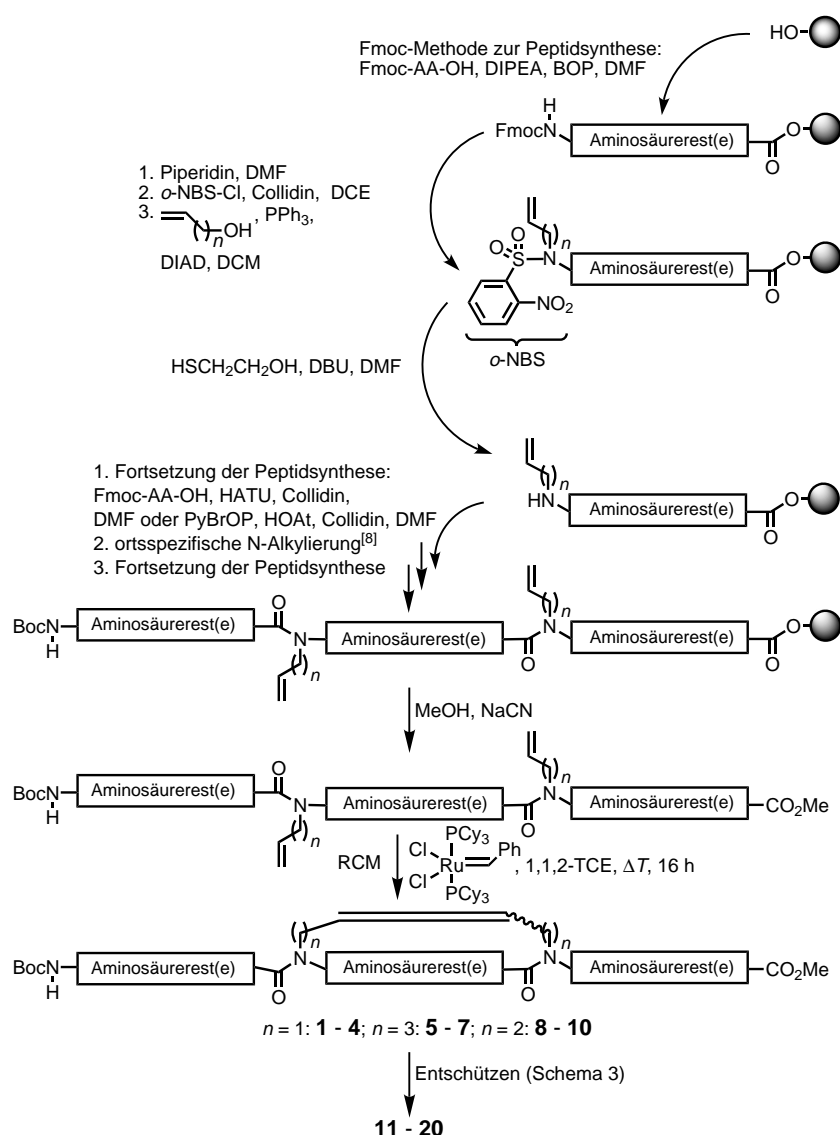 HO
Fmoc-Methode zur Peptidsynthese:
Fmoc-AA-OH, DIPEA, BOP, DMF
H
FmocN Aminosäurerest(e) O
O
1. Piperidin, DMF
2. o-NBS-Cl, Collidin, DCE
3. ( )n OH, PPh3,
DIAD, DCM
( )n
O O S N Aminosäurerest(e) O
O
NO2
o-NBS
HSCH2CH2OH, DBU, DMF
1. Fortsetzung der Peptidsynthese:
Fmoc-AA-OH, HATU, Collidin,
DMF oder PyBrOP, HOAt, Collidin, DMF
2. ortsspezifische N-Alkylierung[8]
3. Fortsetzung der Peptidsynthese
( )n
HN Aminosäurerest(e) O
O
O ( )n
BocN Aminosäurerest(e) N Aminosäurerest(e) N Aminosäurerest(e) O
H ( )n O O
MeOH, NaCN
O ( )n
BocN Aminosäurerest(e) N Aminosäurerest(e) N Aminosäurerest(e) CO2Me
H ( )n O
RCM
PCy3
Cl Ph
Ru , 1,1,2-TCE, ΔT, 16 h
Cl
PCy3
( )n ( )n
BocN Aminosäurerest(e) N Aminosäurerest(e) N Aminosäurerest(e) CO2Me
H O O
n = 1: 1 - 4; n = 3: 5 - 7; n = 2: 8 - 10
Entschützen (Schema 3)
11 - 20